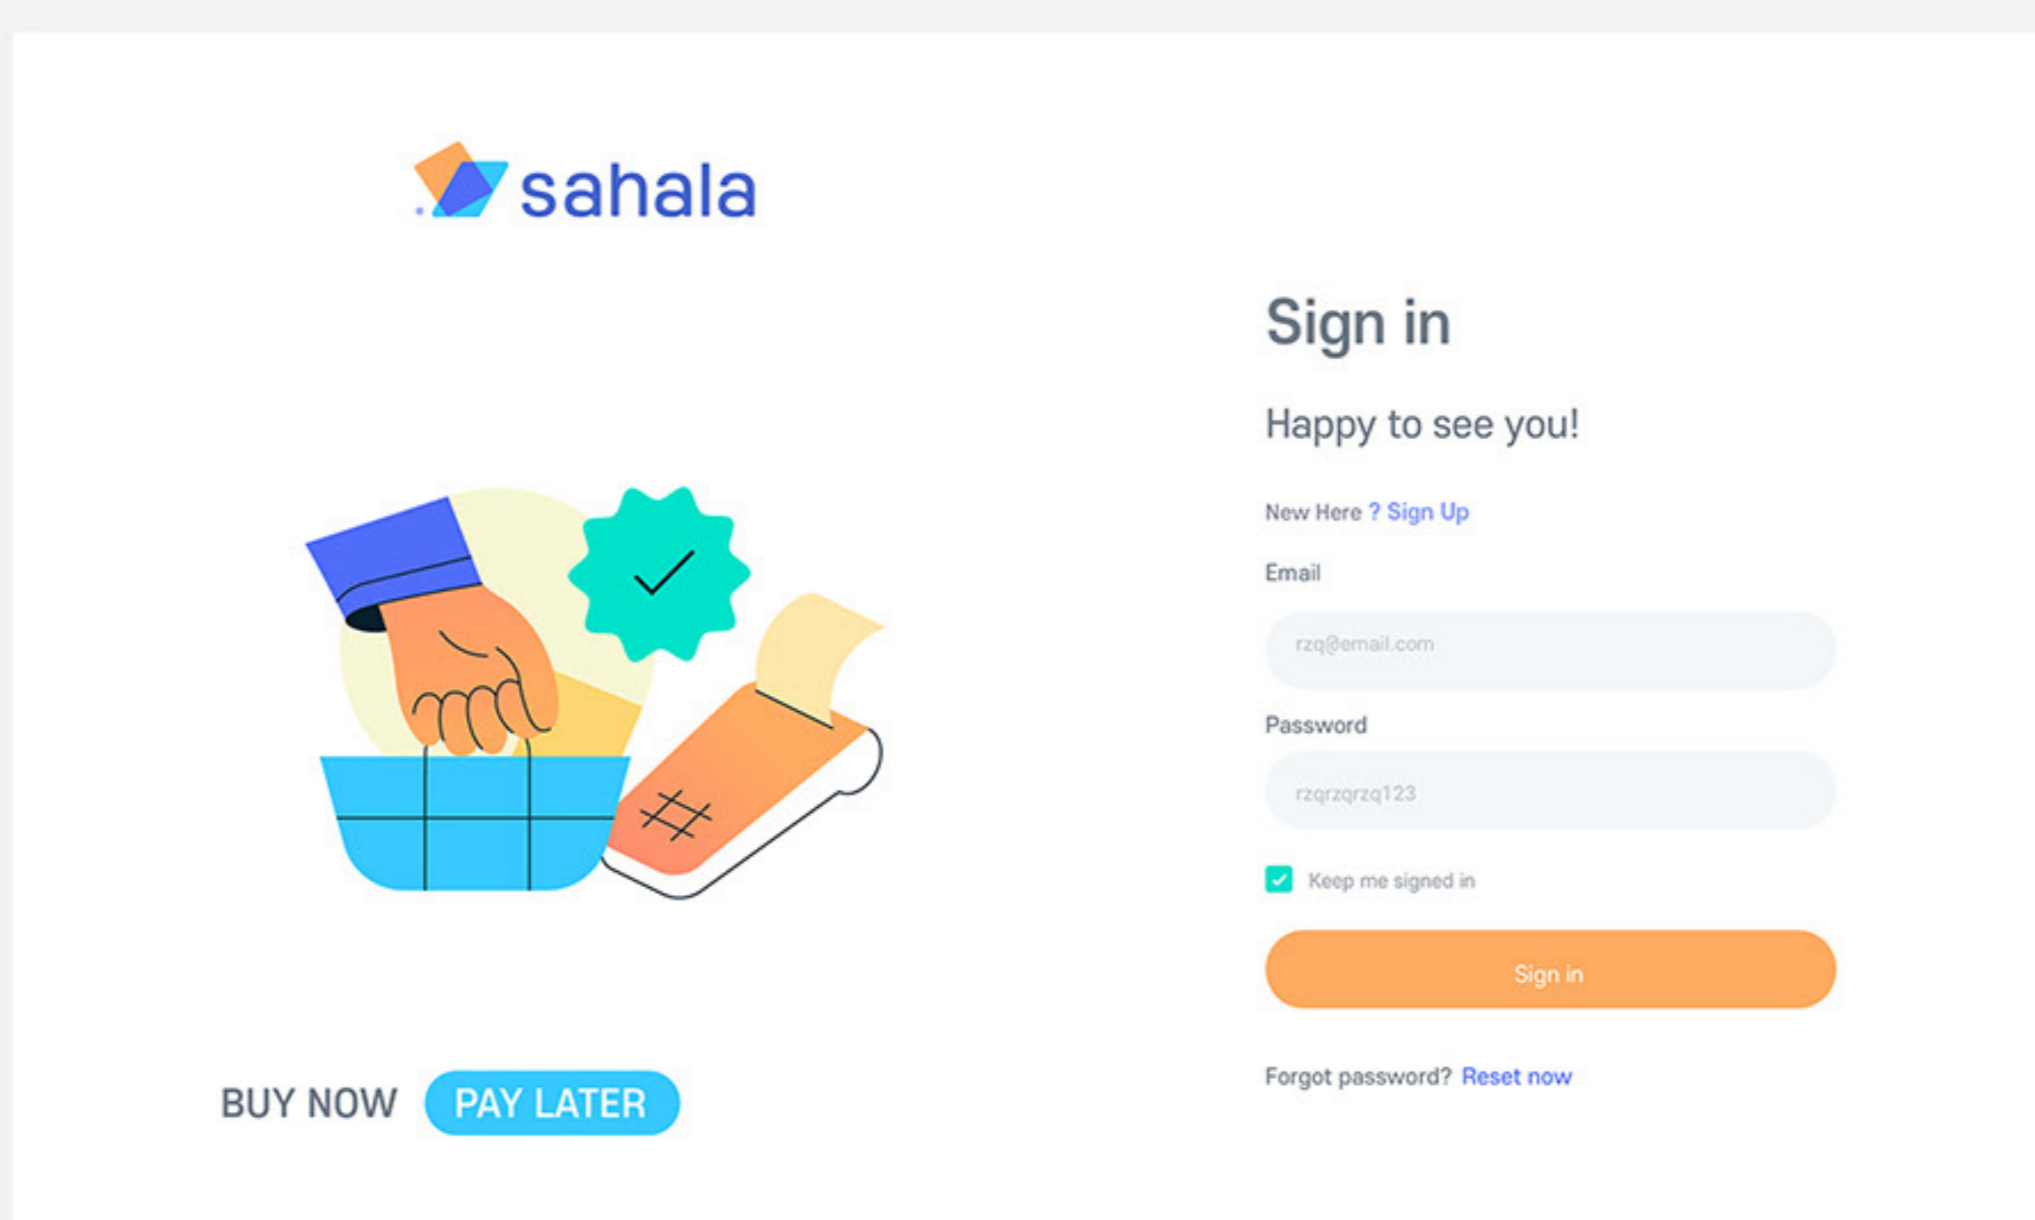 sahala
Sign in
Happy to see you!
New Here ? Sign Up
Email
rzq@email.com
Password
rzqrzqrzq123
Keep me signed in
Sign in
Forgot password? Reset now
BUY NOW PAY LATER